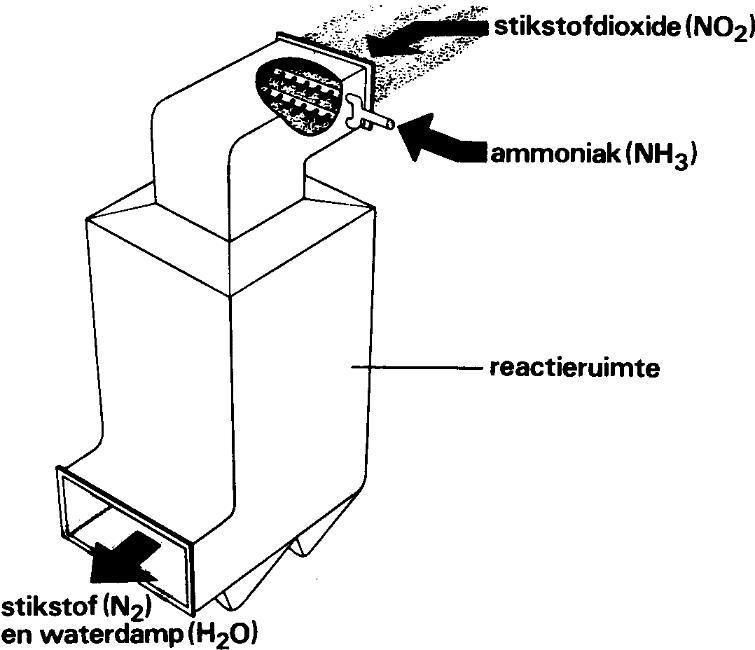 stikstofdioxide (NO₂)
ammoniak (NH₃)
reactieruimte
stikstof (N₂)
en waterdamp (H₂O)